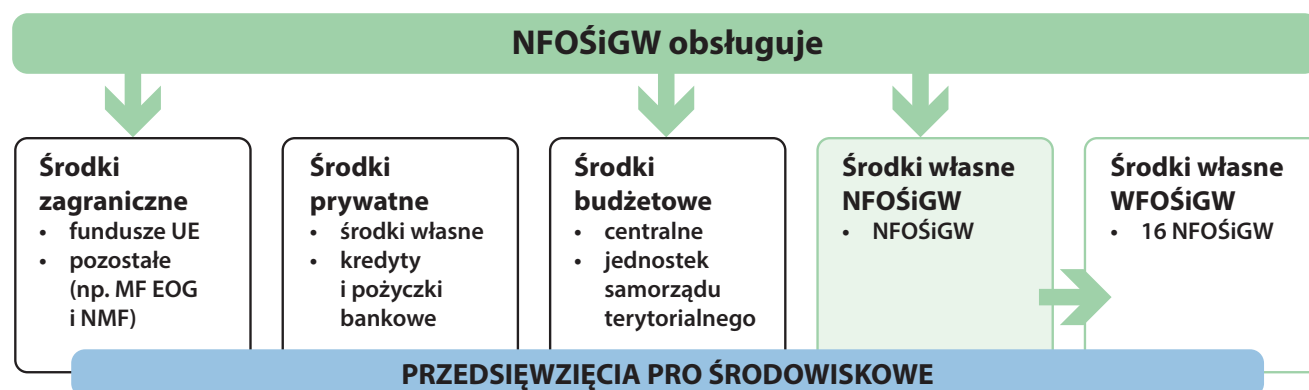 NFOŚiGW obsługuje
Środki
zagraniczne
• fundusze UE
• pozostałe
(np. MF EOG
i NMF)
Środki
prywatne
• środki własne
• kredyty
i pożyczki
bankowe
Środki
budżetowe
• centralne
• jednostek
samorządu
terytorialnego
Środki własne
NFOŚiGW
• NFOŚiGW
Środki własne
WFOŚiGW
• 16 NFOŚiGW
PRZEDSIĘWZIĘCIA PRO ŚRODOWISKOWE